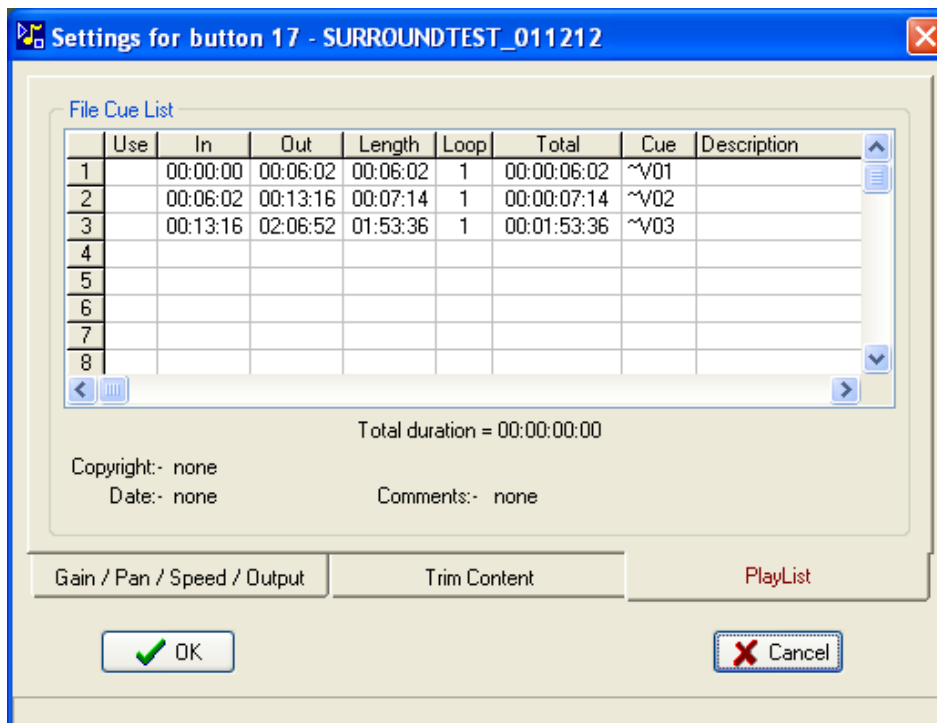 Settings for button 17 - SURROUNDTEST_011212
File Cue List
Use In Out Length Loop Total Cue Description
1 00:00:00 00:06:02 00:06:02 1 00:00:06:02 ~V01
2 00:06:02 00:13:16 00:07:14 1 00:00:07:14 ~V02
3 00:13:16 02:06:52 01:53:36 1 00:01:53:36 ~V03
4
5
6
7
8
Total duration = 00:00:00:00
Copyright:- none
Date:- none Comments:- none
Gain / Pan / Speed / Output Trim Content PlayList
OK Cancel